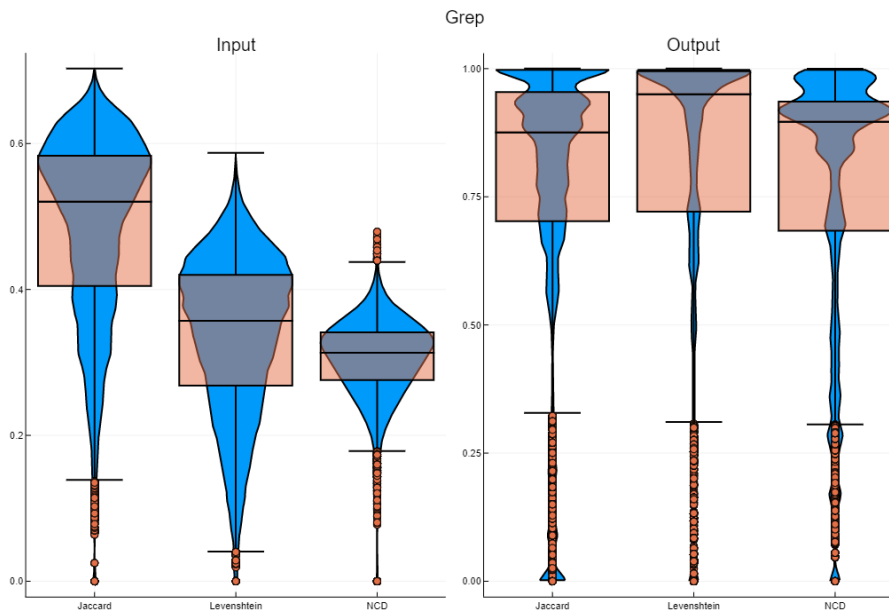 Grep
Input
Output
0.6
0.4
0.2
0.0
Jaccard Levenshtein NCD
1.00
0.75
0.50
0.25
0.00
Jaccard Levenshtein NCD